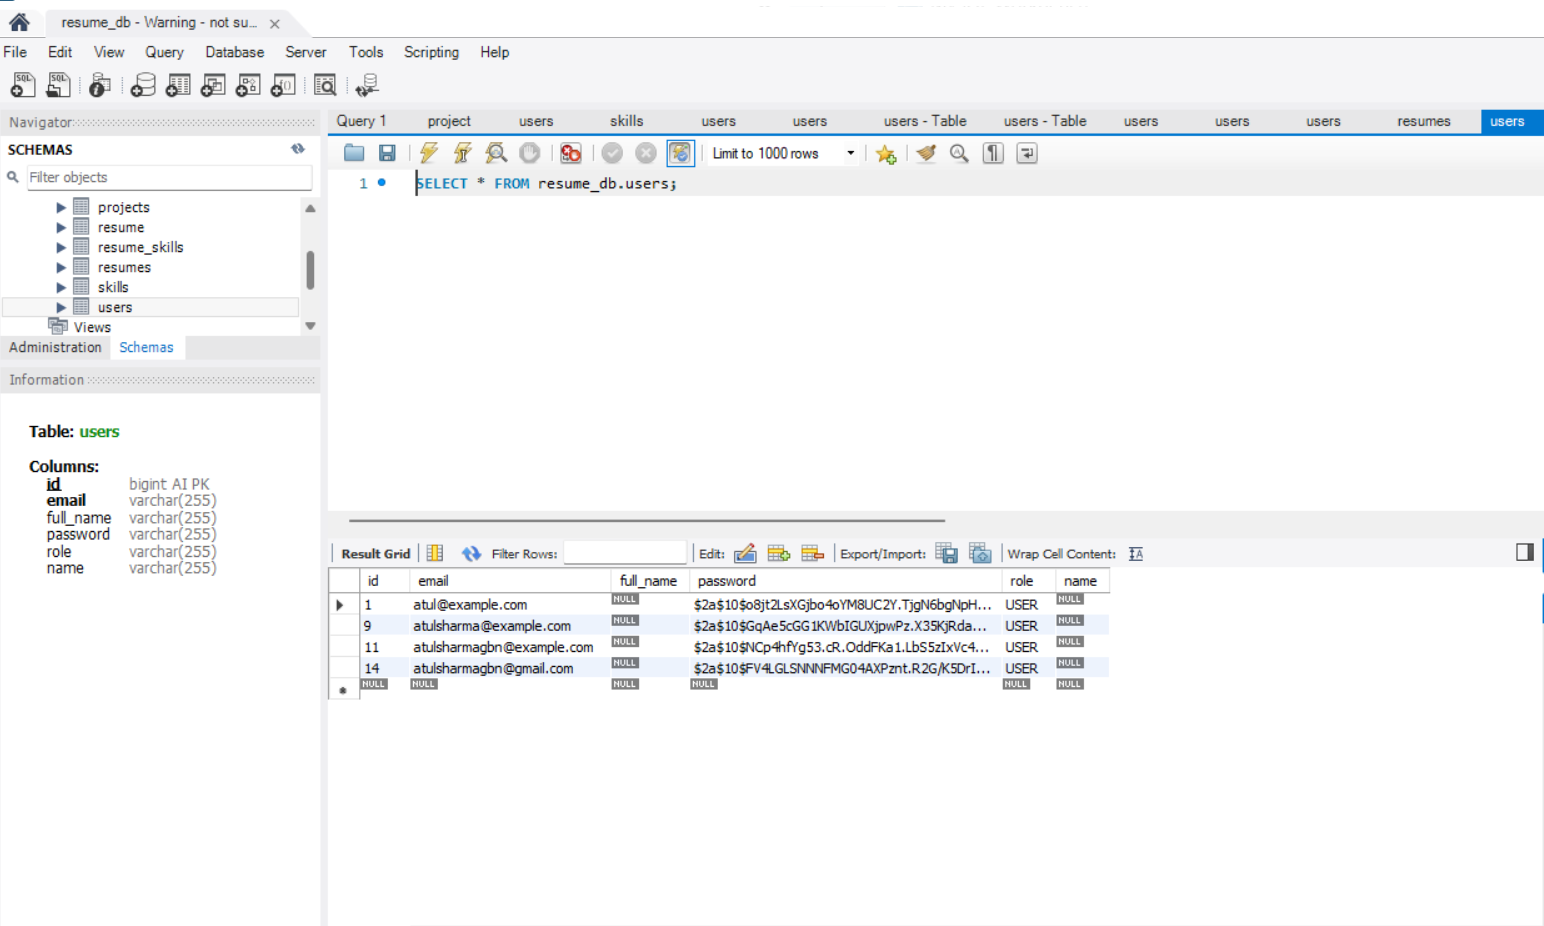 resume_db - Warning - not su...
File Edit View Query Database Server Tools Scripting Help
Navigator
SCHEMAS
Filter objects
projects
resume
resume_skills
resumes
skills
users
Views
Administration Schemas
Information
Table: users
Columns:
id bigint AI PK
email varchar(255)
full_name varchar(255)
password varchar(255)
role varchar(255)
name varchar(255)
Query 1 project users skills users users users - Table users - Table users users users resumes users
Limit to 1000 rows
1 SELECT * FROM resume_db.users;
Result Grid Filter Rows: Edit: Export/Import: Wrap Cell Content:
id email full_name password role name
1 atul@example.com NULL $2a$10$o8jt2LsXGjbo4oYM8UC2Y.TjgN6bgNpH... USER NULL
9 atulsharma@example.com NULL $2a$10$GqAe5cGG1KWbIGUXjpwPz.X35KjRda... USER NULL
11 atulsharmagbn@example.com NULL $2a$10$NCp4hfYg53.cR.OddFKa1.LbS5zIxVc4... USER NULL
14 atulsharmagbn@gmail.com NULL $2a$10$FV4LGLSNNNFMG04AXPznt.R2G/K5DrI... USER NULL
NULL NULL NULL NULL NULL NULL